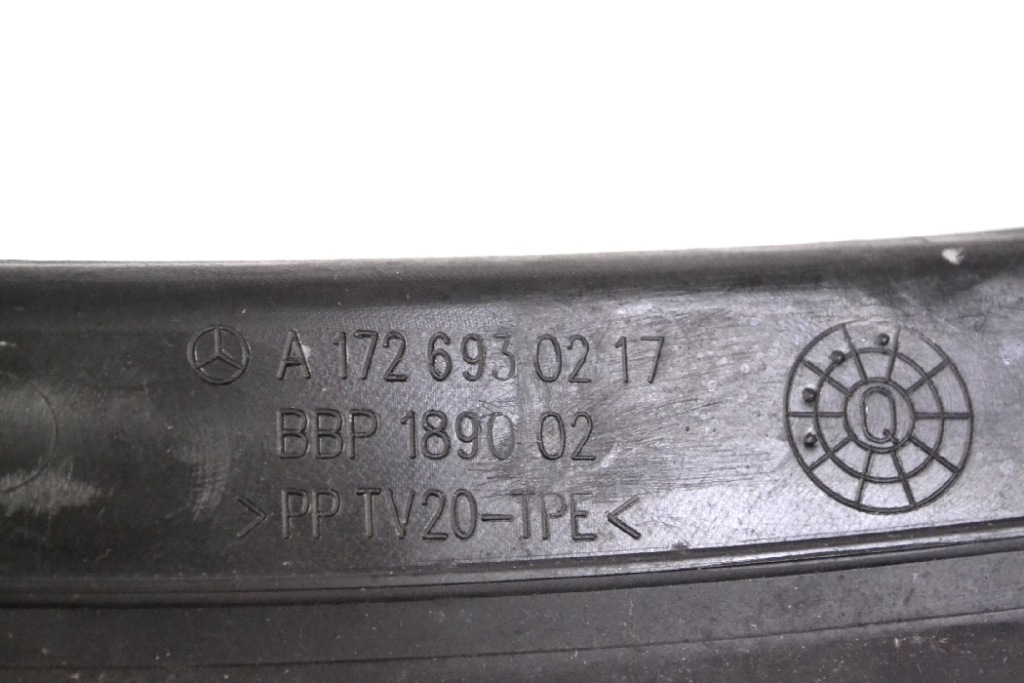 A 172 693 02 17
BBP 1890 02
>PP TV20-TPE<
Q